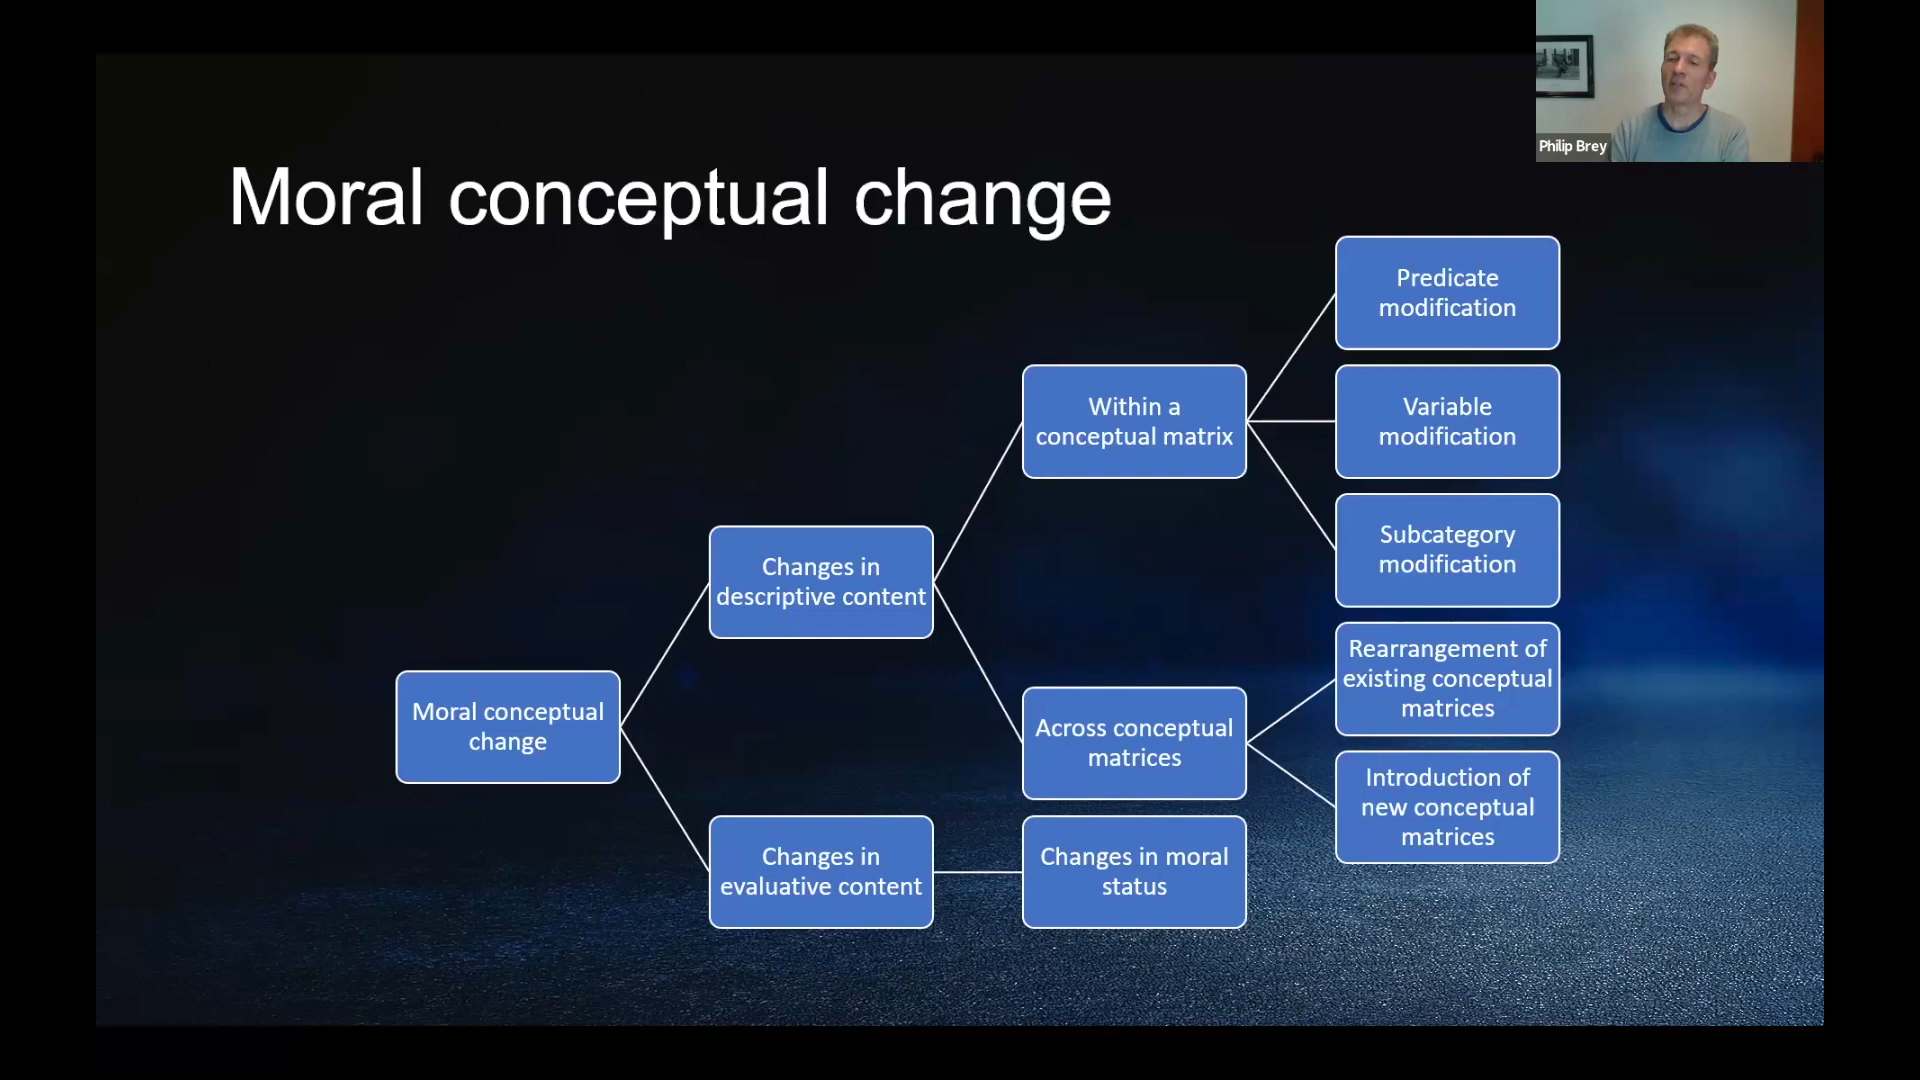 Philip Brey
Moral conceptual change
Predicate
modification
Within a
conceptual matrix
Variable
modification
Changes in
descriptive content
Subcategory
modification
Moral conceptual
change
Across conceptual
matrices
Rearrangement of
existing conceptual
matrices
Introduction of
new conceptual
matrices
Changes in
evaluative content
Changes in moral
status